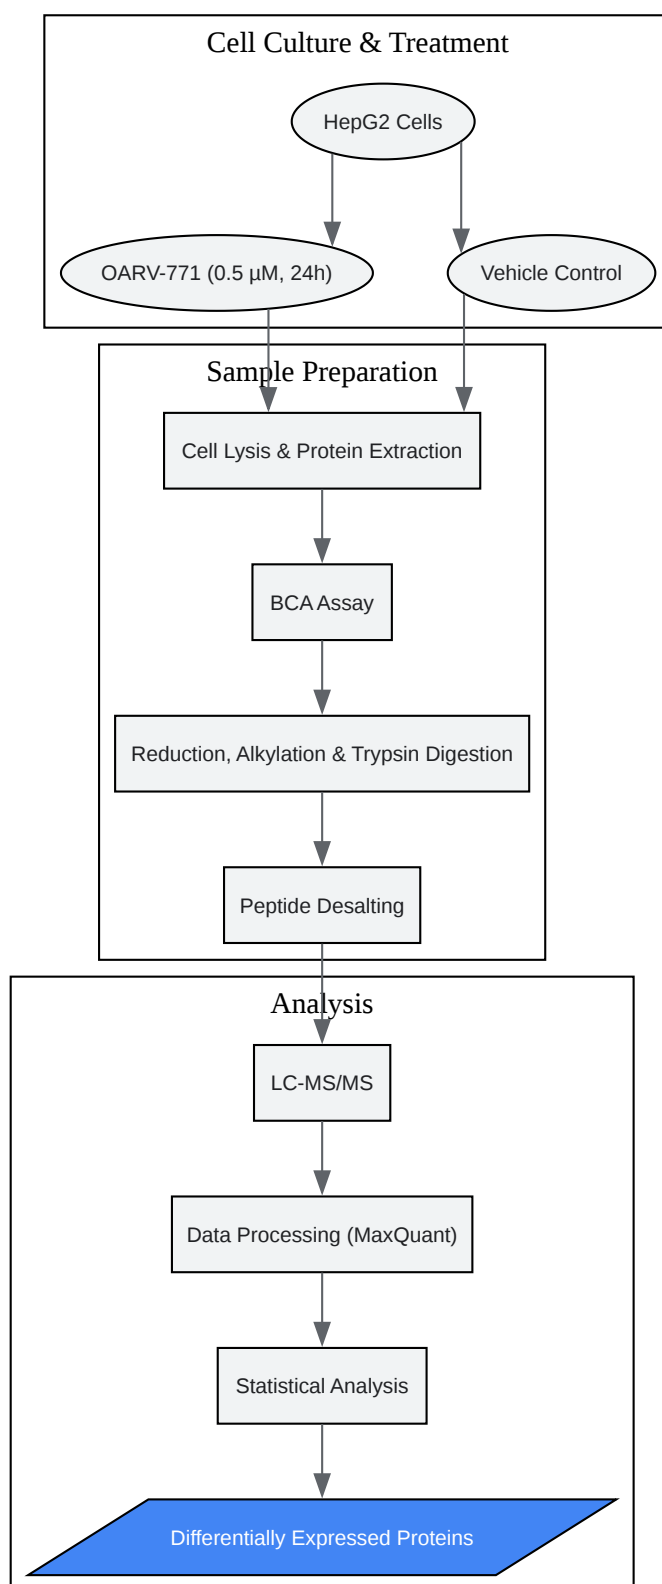 Cell Culture & Treatment
HepG2 Cells
OARV-771 (0.5 µM, 24h)
Vehicle Control
Sample Preparation
Cell Lysis & Protein Extraction
BCA Assay
Reduction, Alkylation & Trypsin Digestion
Peptide Desalting
Analysis
LC-MS/MS
Data Processing (MaxQuant)
Statistical Analysis
Differentially Expressed Proteins